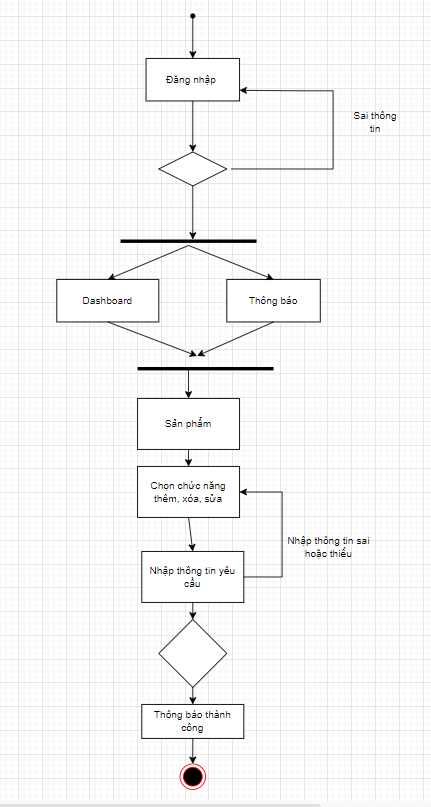 Đăng nhập
Sai thông
tin
Dashboard
Thông báo
Sản phẩm
Chọn chức năng
thêm, xóa, sửa
Nhập thông tin sai
hoặc thiếu
Nhập thông tin yêu
cầu
Thông báo thành
công